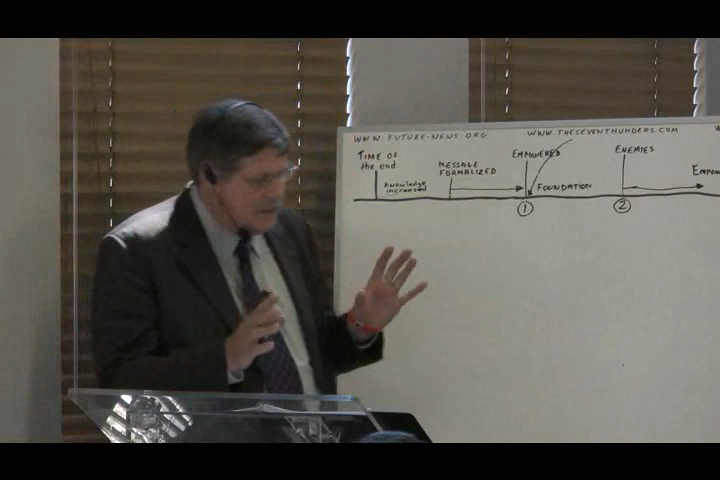 WWW.FUTURE-NEWS.ORG
WWW.THESEVENTHUNDERS.COM
TIME OF
the end
Knowledge
increased
MESSAGE
FORMALIZED
EMPOWERED
FOUNDATION
ENEMIES
1
2